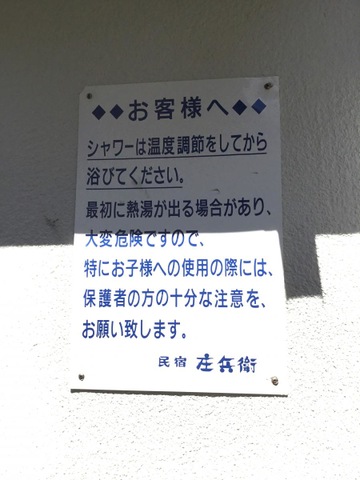 ◆◆お客様へ◆◆
シャワーは温度調節をしてから
浴びてください。
最初に熱湯が出る場合があり、
大変危険ですので、
特にお子様への使用の際には、
保護者の方の十分な注意を、
お願い致します。
民宿 庄兵衛